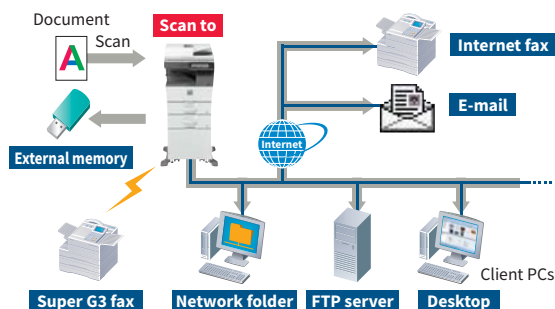 Document
Scan
A
Scan to
Internet fax
E-mail
External memory
Internet
Client PCs
Super G3 fax
Network folder
FTP server
Desktop